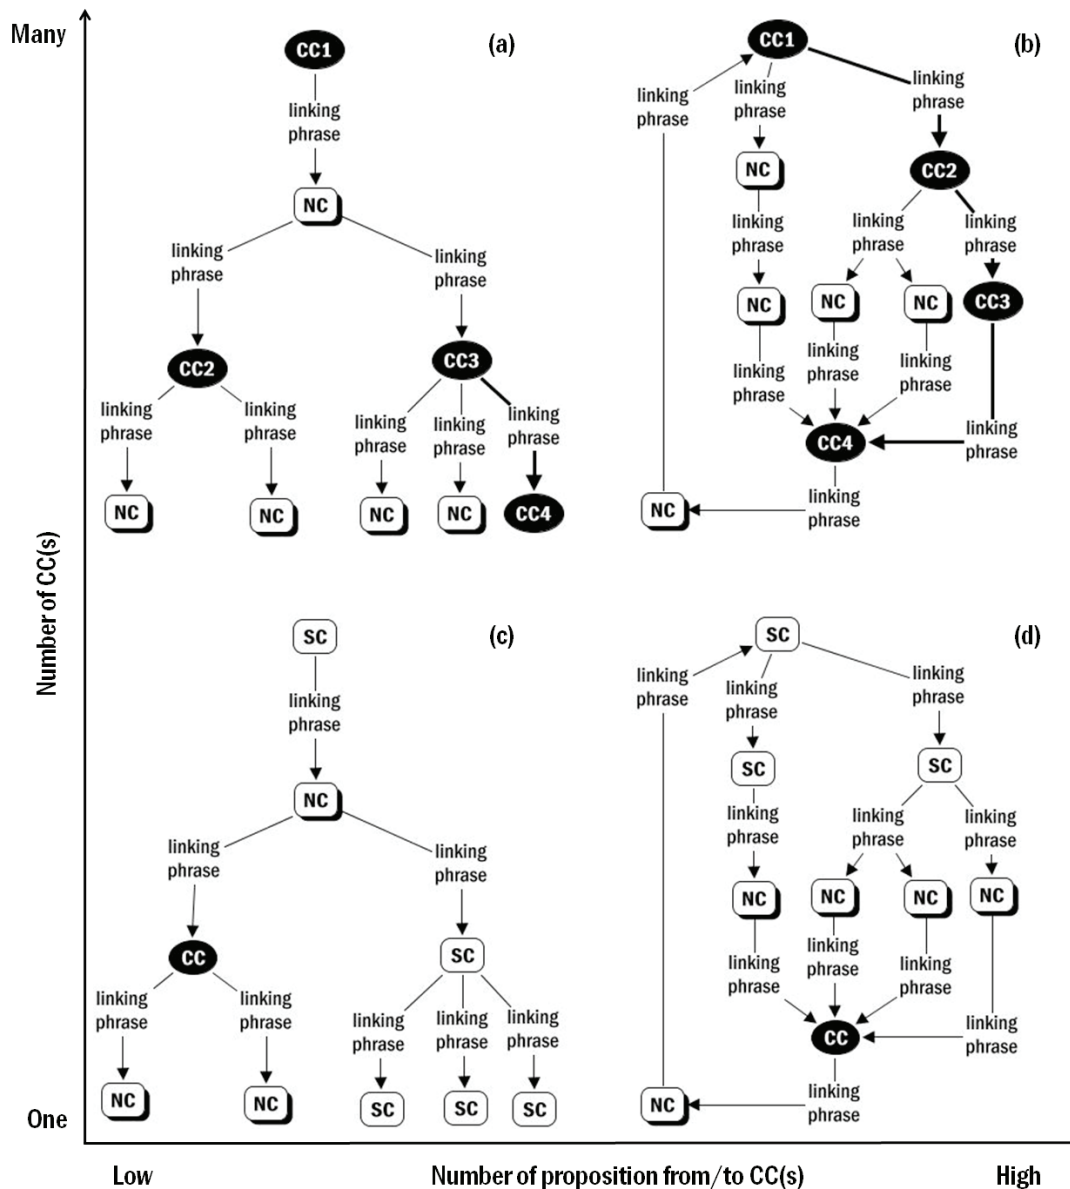 Many
Number of CC(s)
One
Low
Number of proposition from/to CC(s)
High
(a)
CC1
linking
phrase
NC
linking
phrase
linking
phrase
CC2
CC3
linking
phrase
linking
phrase
linking
phrase
linking
phrase
linking
phrase
NC
NC
NC
NC
CC4
(b)
CC1
linking
phrase
linking
phrase
linking
phrase
NC
CC2
linking
phrase
linking
phrase
linking
phrase
NC
NC
NC
CC3
linking
phrase
linking
phrase
linking
phrase
CC4
linking
phrase
linking
phrase
NC
(c)
SC
linking
phrase
NC
linking
phrase
linking
phrase
CC
SC
linking
phrase
linking
phrase
linking
phrase
linking
phrase
linking
phrase
NC
NC
SC
SC
SC
(d)
SC
linking
phrase
linking
phrase
linking
phrase
SC
SC
linking
phrase
linking
phrase
linking
phrase
NC
NC
NC
NC
linking
phrase
linking
phrase
linking
phrase
CC
linking
phrase
linking
phrase
NC